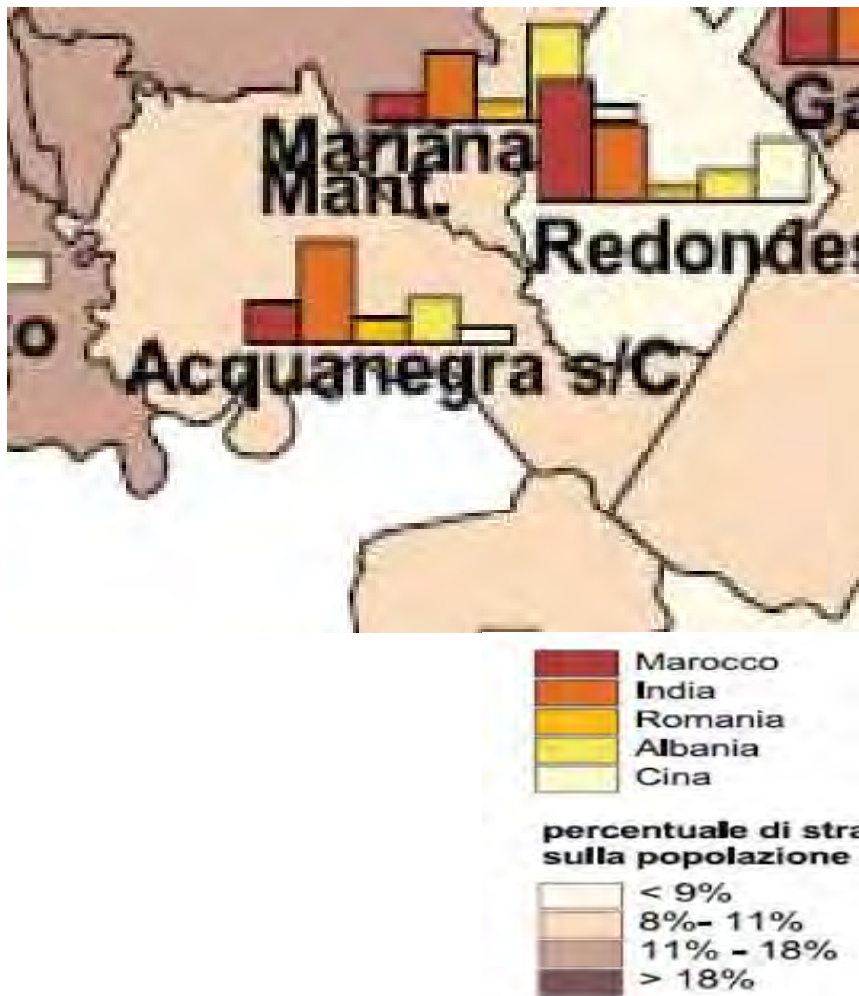 Ga
Mariana
Mant.
Redondes
o
Acquanegra s/C
Marocco
India
Romania
Albania
Cina
percentuale di stra
sulla popolazione
< 9%
8%- 11%
11% - 18%
> 18%